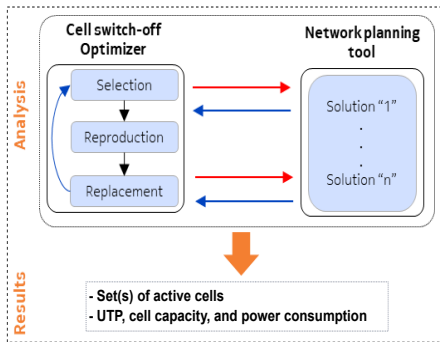 Cell switch-off
Optimizer
Network planning
tool
Analysis
Selection
Reproduction
Replacement
Solution "1"
.
.
.
Solution "n"
Results
- Set(s) of active cells
- UTP, cell capacity, and power consumption